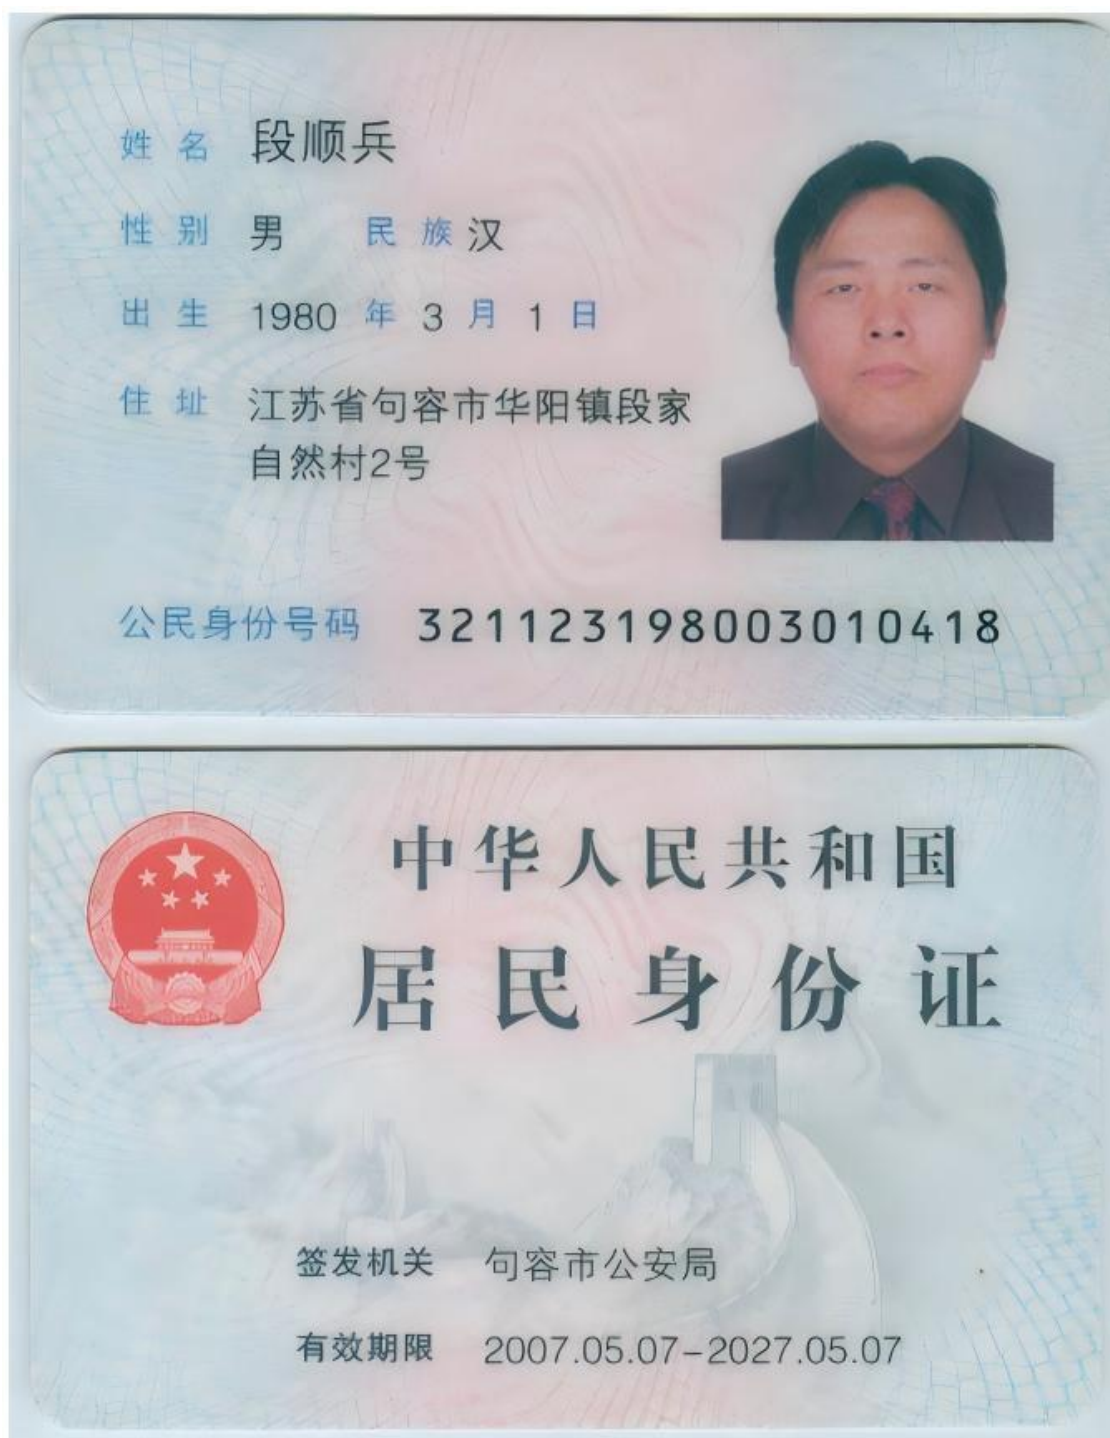 姓名 段顺兵
性别 男 民族 汉
出生 1980 年 3 月 1 日
住址 江苏省句容市华阳镇段家
自然村2号
公民身份号码 321123198003010418
中华人民共和国
居民身份证
签发机关 句容市公安局
有效期限 2007.05.07-2027.05.07